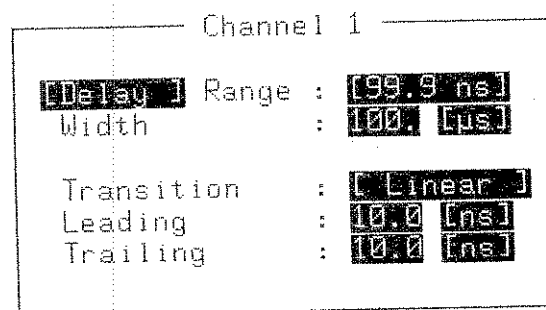 Channel 1
[Delay ] Range : [99.9 ns]
Width : 100. [µs]
Transition : [ Linear ]
Leading : 10.0 [ns]
Trailing : 10.0 [ns]